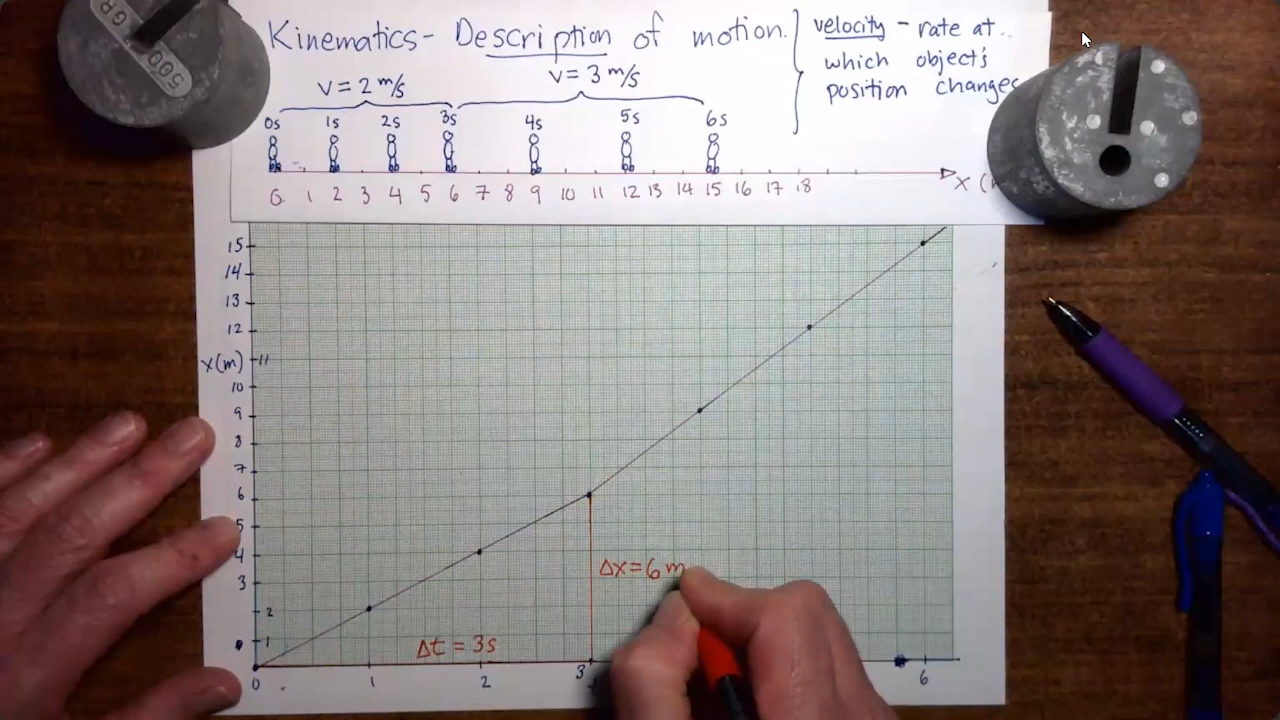 500 GR
Kinematics - Description of motion.
velocity - rate at..
which object's
position changes
v = 2 m/s
v = 3 m/s
0s 1s 2s 3s 4s 5s 6s
0 1 2 3 4 5 6 7 8 9 10 11 12 13 14 15 16 17 18
x (
15
14
13
12
x(m) 11
10
9
8
7
6
5
4
3
2
1
Δx = 6 m
Δt = 3s
0 1 2 3 6